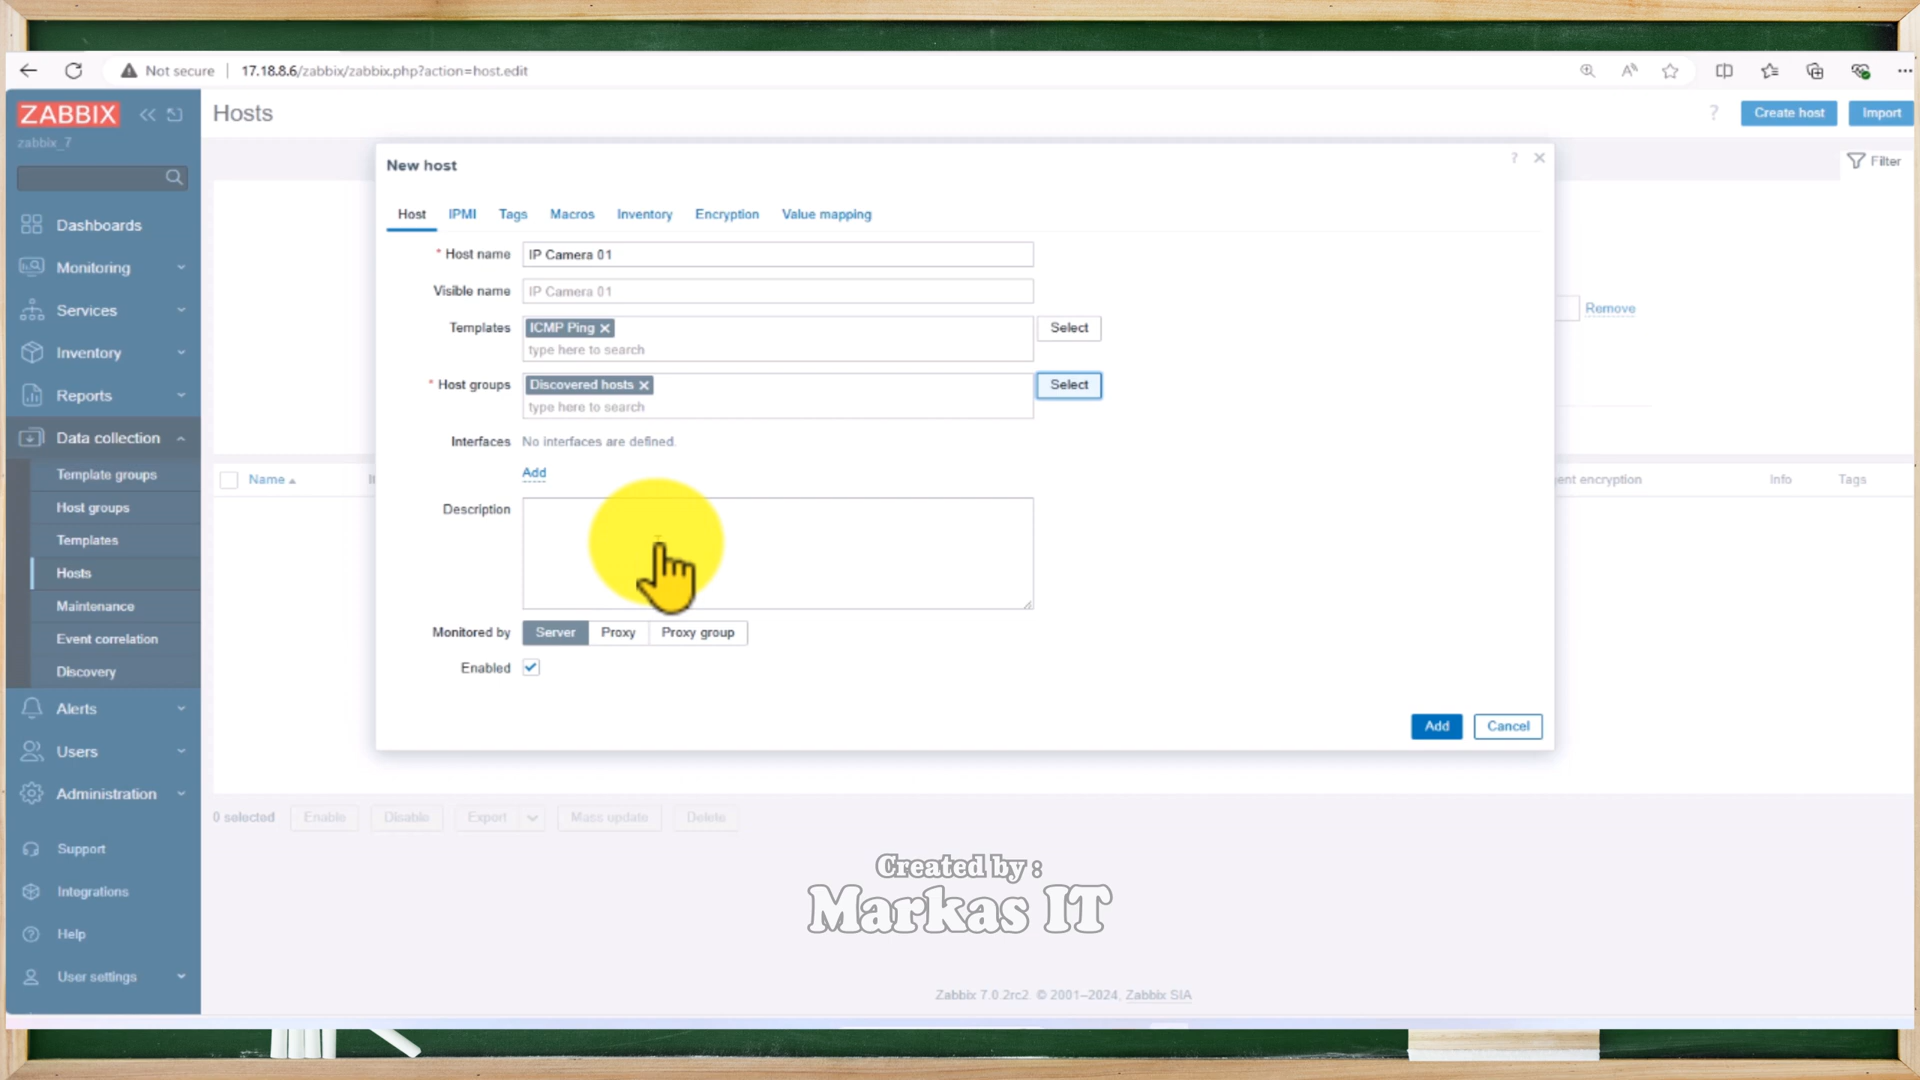 Not secure
17.18.8.6/zabbix/zabbix.php?action=host.edit
ZABBIX
zabbix_7
Dashboards
Monitoring
Services
Inventory
Reports
Data collection
Template groups
Host groups
Templates
Hosts
Maintenance
Event correlation
Discovery
Alerts
Users
Administration
Support
Integrations
Help
User settings
Hosts
? Create host Import
Filter
New host
?
Host IPMI Tags Macros Inventory Encryption Value mapping
* Host name IP Camera 01
Visible name IP Camera 01
Templates ICMP Ping Select
type here to search
Remove
* Host groups Discovered hosts Select
type here to search
Interfaces No interfaces are defined.
Add
Name
ent encryption Info Tags
Description
Monitored by Server Proxy Proxy group
Enabled
Add Cancel
0 selected Enable Disable Export Mass update Delete
Created by :
Markas IT
Zabbix 7.0.2rc2. © 2001–2024, Zabbix SIA